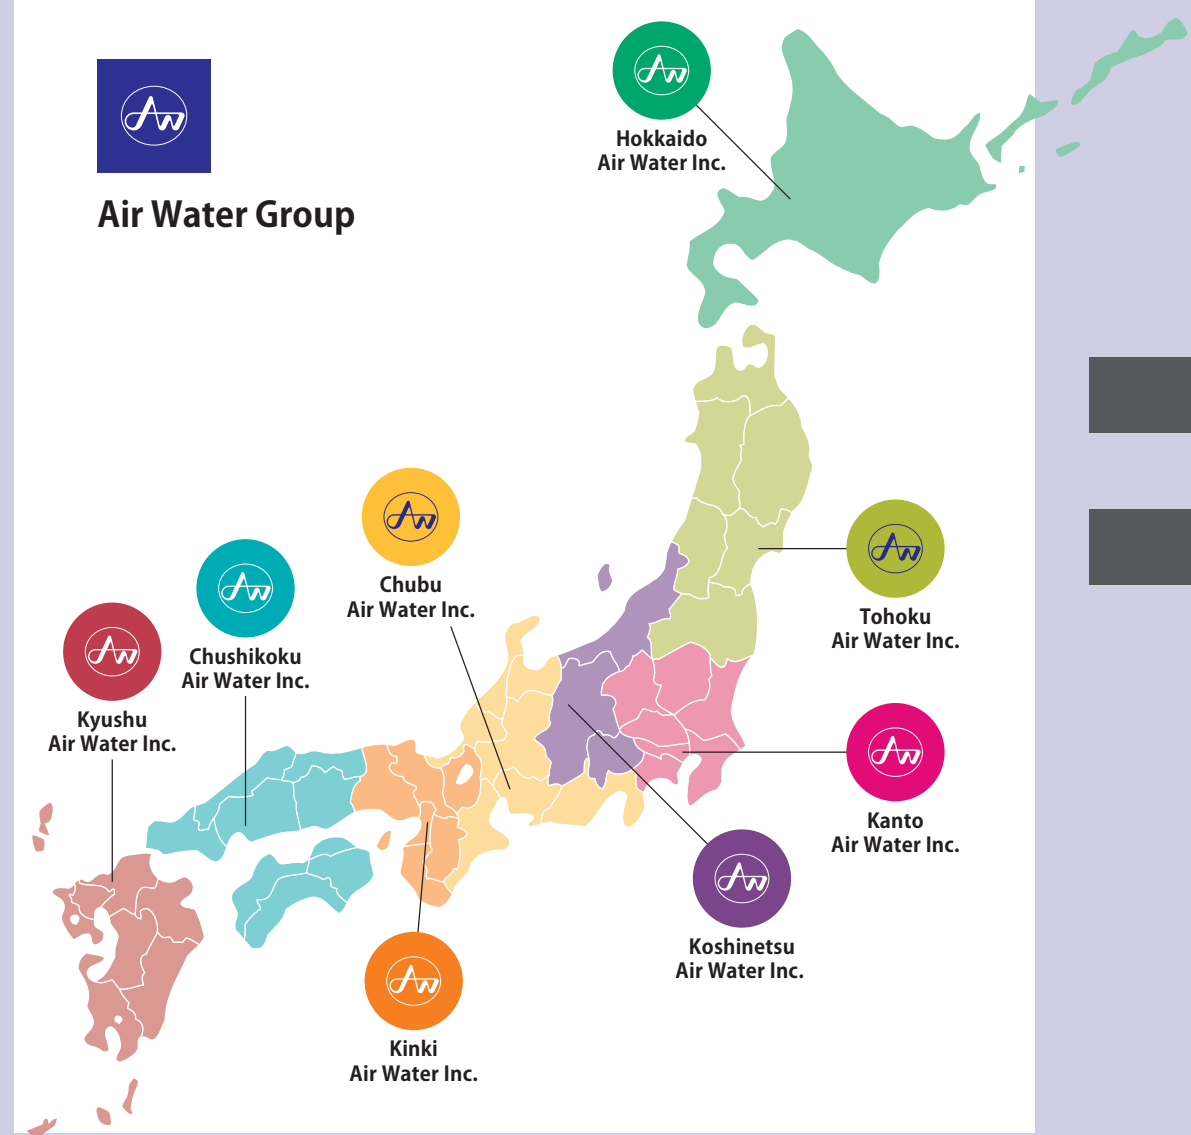 Air Water Group
Hokkaido
Air Water Inc.
Tohoku
Air Water Inc.
Chubu
Air Water Inc.
Chushikoku
Air Water Inc.
Kyushu
Air Water Inc.
Kanto
Air Water Inc.
Koshinetsu
Air Water Inc.
Kinki
Air Water Inc.